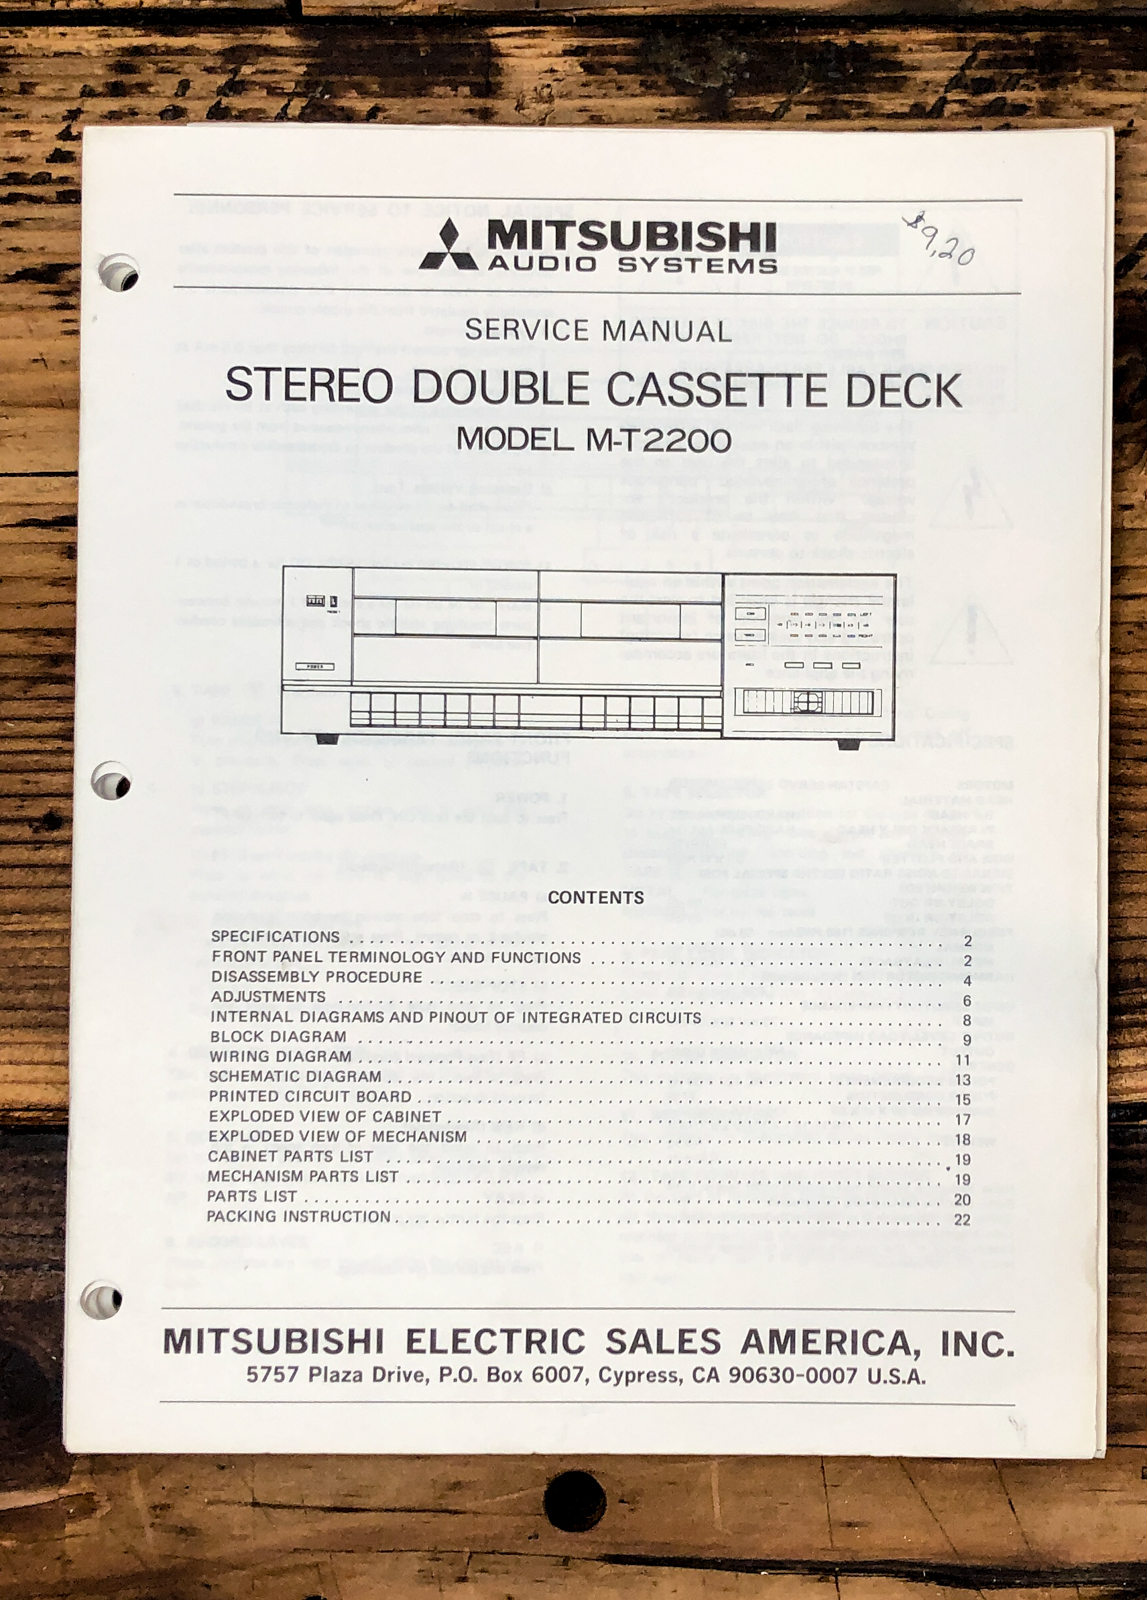 MITSUBISHI
AUDIO SYSTEMS
$9,20
SERVICE MANUAL
STEREO DOUBLE CASSETTE DECK
MODEL M-T2200
POWER
CONTENTS
SPECIFICATIONS . . . . . . . . . . 2
FRONT PANEL TERMINOLOGY AND FUNCTIONS . . . . . . . . . . 2
DISASSEMBLY PROCEDURE . . . . . . . . . . 4
ADJUSTMENTS . . . . . . . . . . 6
INTERNAL DIAGRAMS AND PINOUT OF INTEGRATED CIRCUITS . . . . . . . . . . 8
BLOCK DIAGRAM . . . . . . . . . . 9
WIRING DIAGRAM . . . . . . . . . . 11
SCHEMATIC DIAGRAM . . . . . . . . . . 13
PRINTED CIRCUIT BOARD . . . . . . . . . . 15
EXPLODED VIEW OF CABINET . . . . . . . . . . 17
EXPLODED VIEW OF MECHANISM . . . . . . . . . . 18
CABINET PARTS LIST . . . . . . . . . . 19
MECHANISM PARTS LIST . . . . . . . . . . 19
PARTS LIST . . . . . . . . . . 20
PACKING INSTRUCTION . . . . . . . . . . 22
MITSUBISHI ELECTRIC SALES AMERICA, INC.
5757 Plaza Drive, P.O. Box 6007, Cypress, CA 90630-0007 U.S.A.